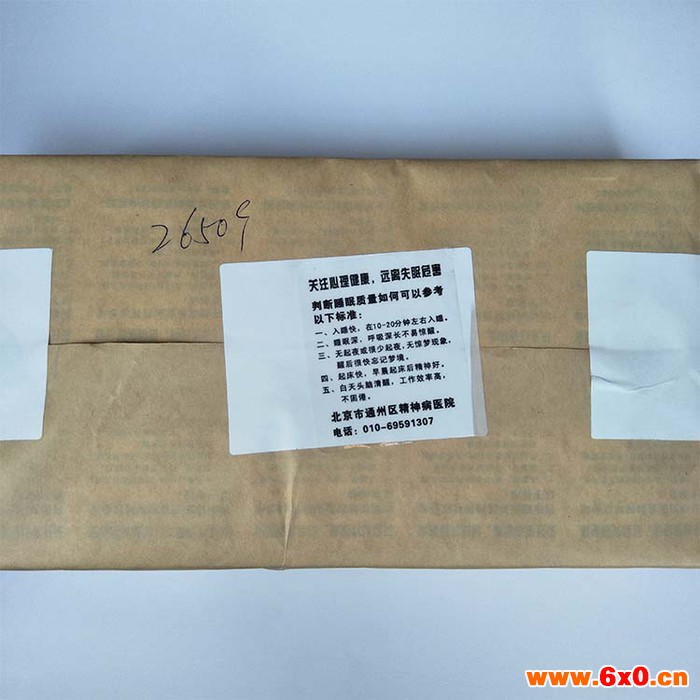 26509
关注心理健康，远离失眠危害
判断睡眠质量如何可以参考
以下标准：
一、入睡快，在10-20分钟左右入睡。
二、睡眠深，呼吸深长不易惊醒。
三、无起夜或很少起夜，无惊梦现象，
醒后很快忘记梦境。
四、起床快，早晨起床后精神好。
五、白天头脑清醒，工作效率高，
不困倦。
北京市通州区精神病医院
电话：010-69591307
www.6x0.cn